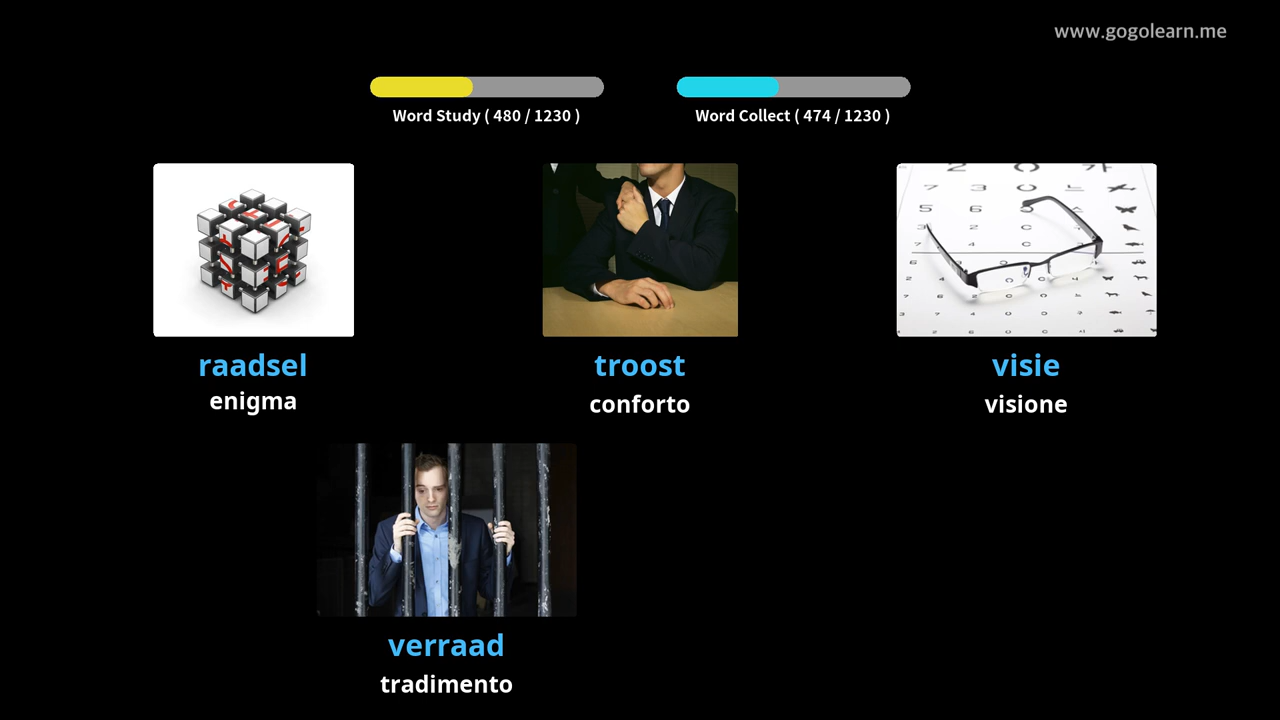 www.gogolearn.me
Word Study ( 480 / 1230 )
Word Collect ( 474 / 1230 )
raadsel
enigma
troost
conforto
visie
visione
verraad
tradimento